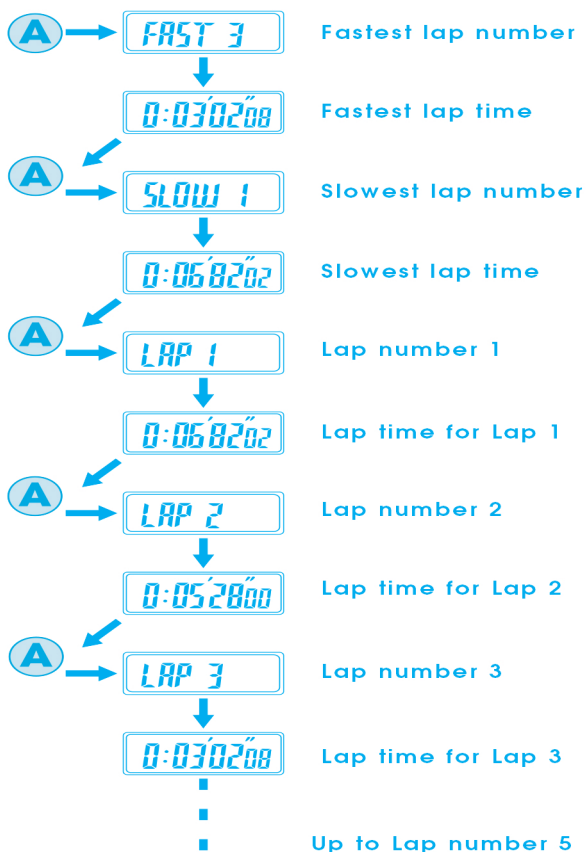 A FAST 3 Fastest lap number
0:03'02"08 Fastest lap time
A SLOW 1 Slowest lap number
0:06'82"02 Slowest lap time
A LAP 1 Lap number 1
0:06'82"02 Lap time for Lap 1
A LAP 2 Lap number 2
0:05'28"00 Lap time for Lap 2
A LAP 3 Lap number 3
0:03'02"08 Lap time for Lap 3
Up to Lap number 5